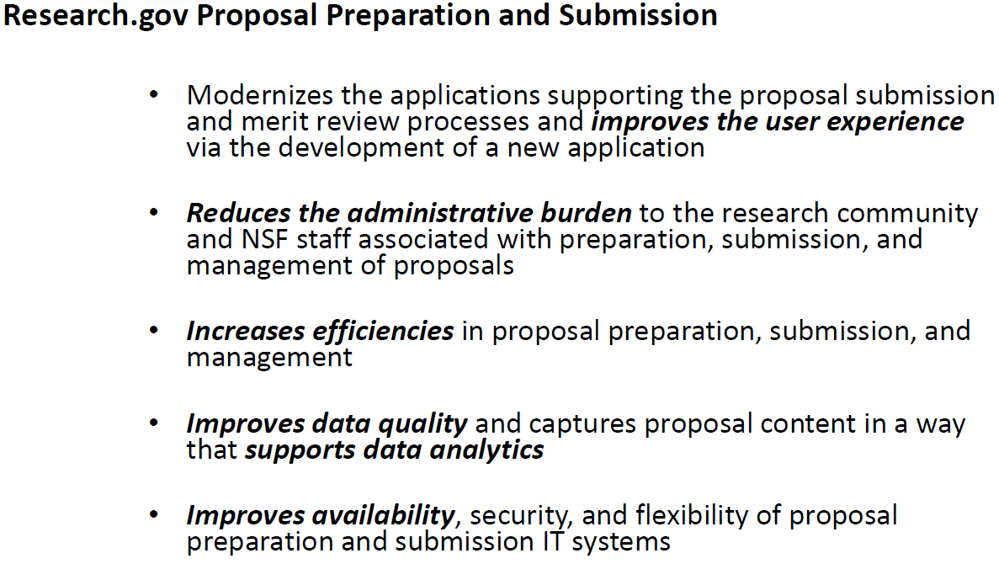 Research.gov Proposal Preparation and Submission
• Modernizes the applications supporting the proposal submission
and merit review processes and improves the user experience
via the development of a new application
• Reduces the administrative burden to the research community
and NSF staff associated with preparation, submission, and
management of proposals
• Increases efficiencies in proposal preparation, submission, and
management
• Improves data quality and captures proposal content in a way
that supports data analytics
• Improves availability, security, and flexibility of proposal
preparation and submission IT systems